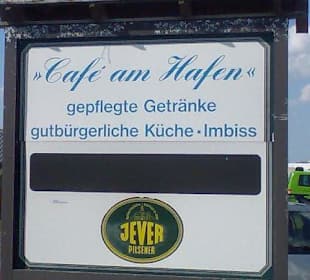 »Café am Hafen«
gepflegte Getränke
gutbürgerliche Küche · Imbiss
JEVER
PILSENER